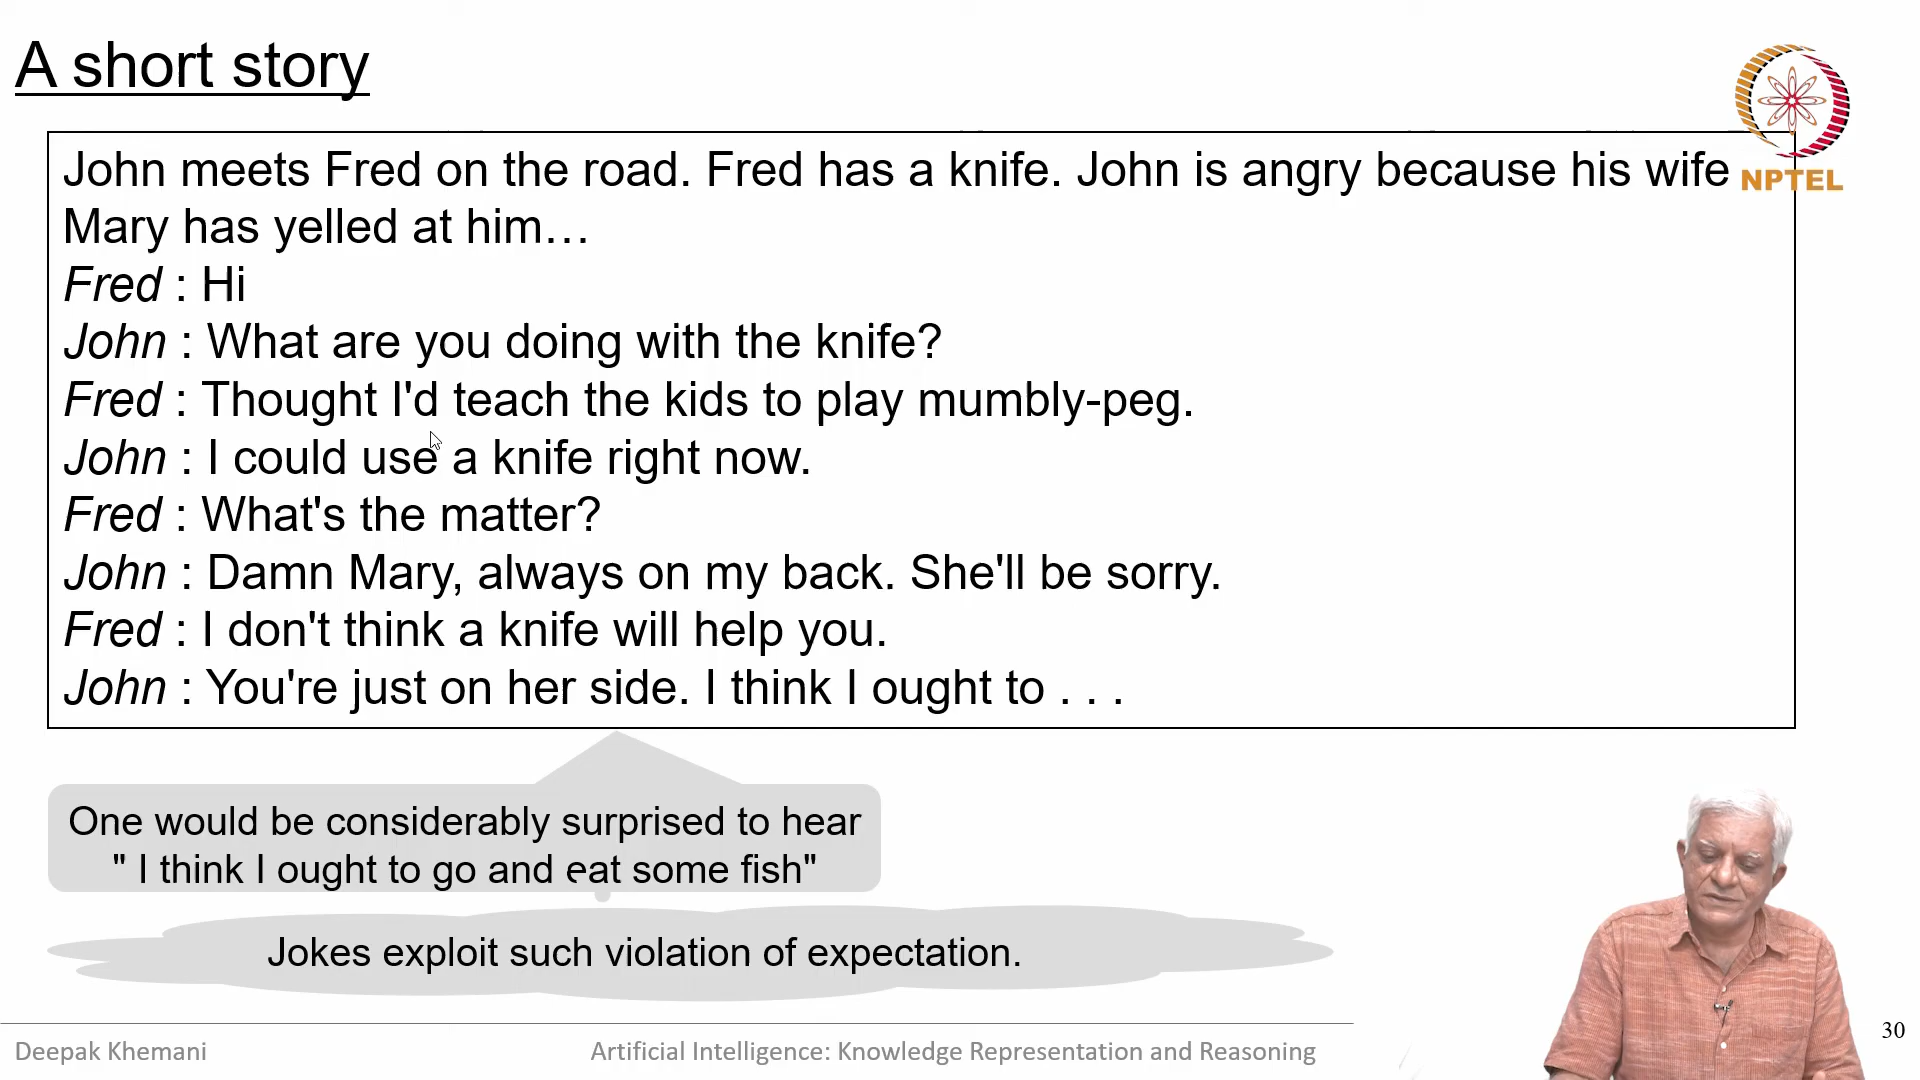 A short story
John meets Fred on the road. Fred has a knife. John is angry because his wife
Mary has yelled at him…
Fred : Hi
John : What are you doing with the knife?
Fred : Thought I'd teach the kids to play mumbly-peg.
John : I could use a knife right now.
Fred : What's the matter?
John : Damn Mary, always on my back. She'll be sorry.
Fred : I don't think a knife will help you.
John : You're just on her side. I think I ought to . . .
One would be considerably surprised to hear
" I think I ought to go and eat some fish"
Jokes exploit such violation of expectation.
NPTEL
Deepak Khemani
Artificial Intelligence: Knowledge Representation and Reasoning
30